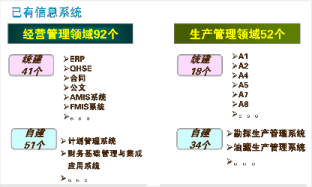 已有信息系统
经营管理领域92个
生产管理领域52个
统建
41个
➢ERP
➢QHSE
➢合同
➢公文
➢AMIS系统
➢FMIS系统
➢。。。
统建
18个
➢A1
➢A2
➢A4
➢A5
➢A7
➢A8
➢。。。
自建
51个
➢计划管理系统
➢财务基础管理与集成
应用系统
➢。。。
自建
34个
➢勘探生产管理系统
➢油藏生产管理系统
➢。。。